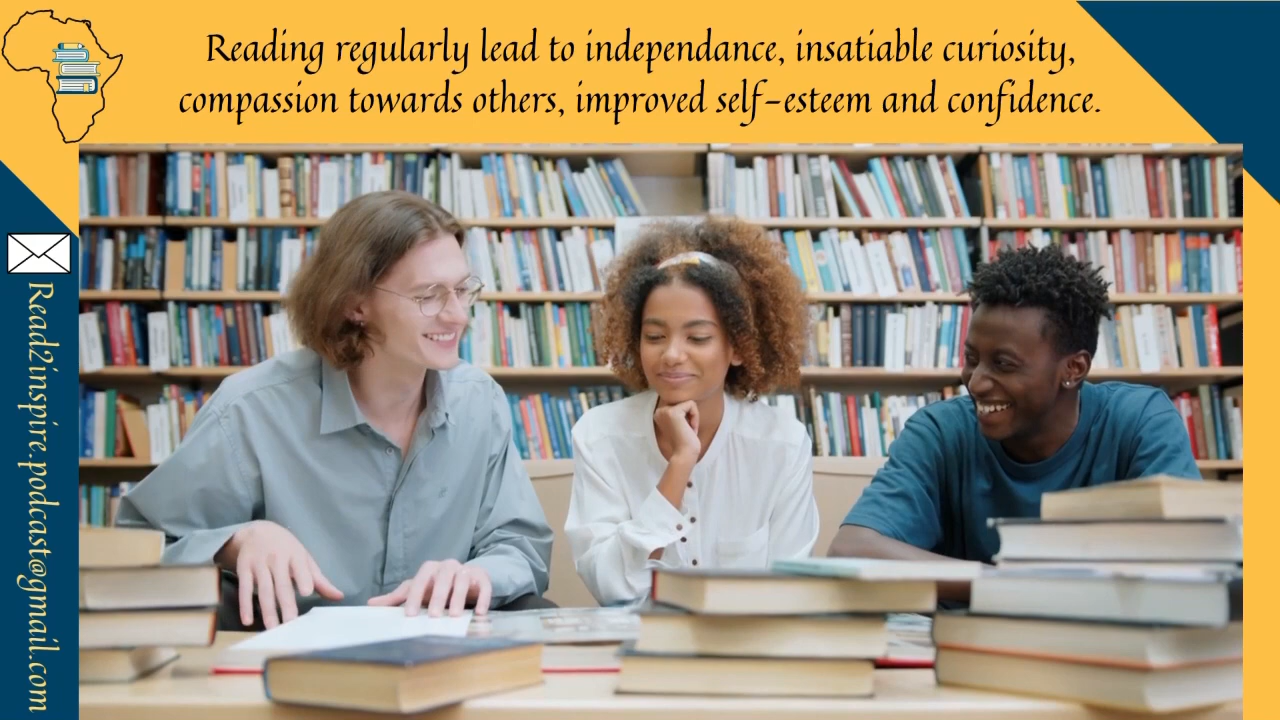 Reading regularly lead to independance, insatiable curiosity,
compassion towards others, improved self-esteem and confidence.
Read2inspire.podcast@gmail.com